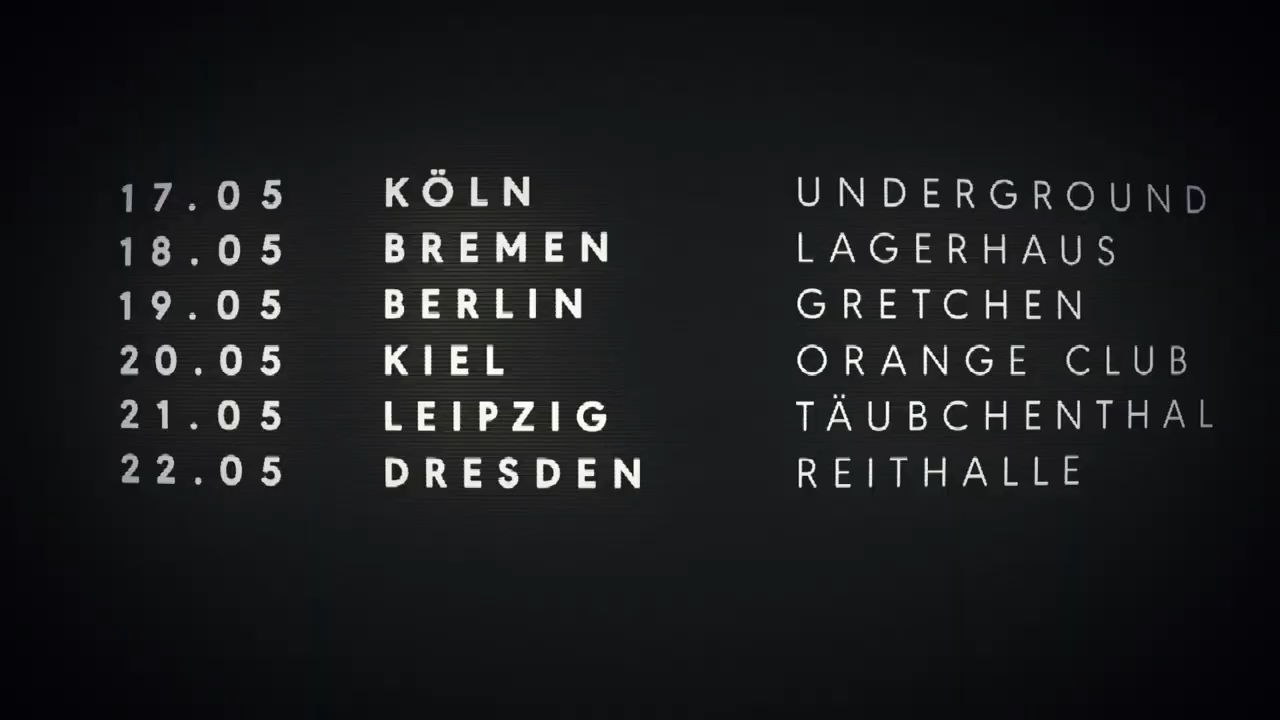 17.05 KÖLN UNDERGROUND
18.05 BREMEN LAGERHAUS
19.05 BERLIN GRETCHEN
20.05 KIEL ORANGE CLUB
21.05 LEIPZIG TÄUBCHENTHAL
22.05 DRESDEN REITHALLE